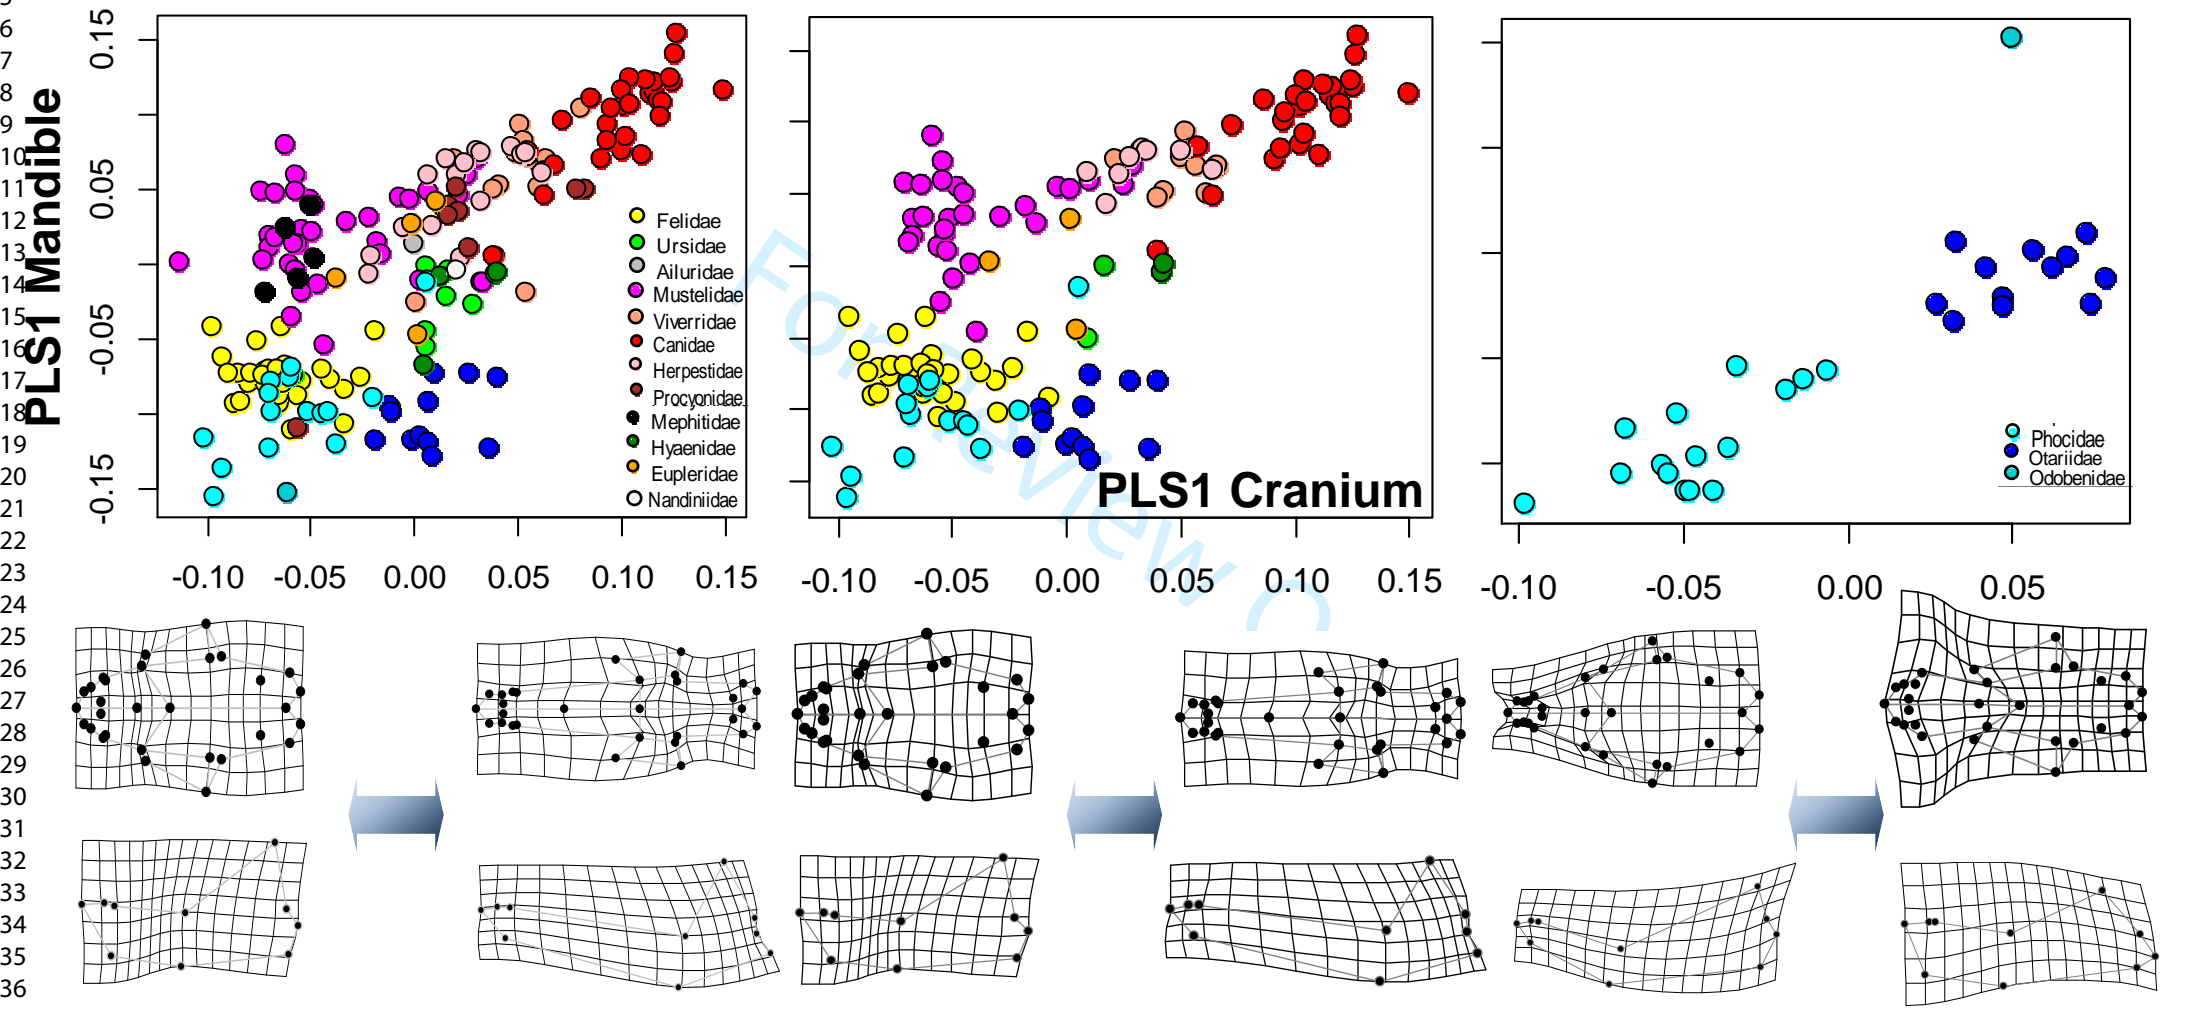 5
6
7
8
9
10
11
12
13
14
15
16
17
18
19
20
21
22
23
24
25
26
27
28
29
30
31
32
33
34
35
36
PLS1 Mandible
0.15
0.05
-0.05
-0.15
Felidae
Ursidae
Ailuridae
Mustelidae
Viverridae
Canidae
Herpestidae
Procyonidae
Mephitidae
Hyaenidae
Eupleridae
Nandiniidae
-0.10 -0.05 0.00 0.05 0.10 0.15
For Review O
PLS1 Cranium
-0.10 -0.05 0.00 0.05 0.10 0.15
Phocidae
Otariidae
Odobenidae
-0.10 -0.05 0.00 0.05